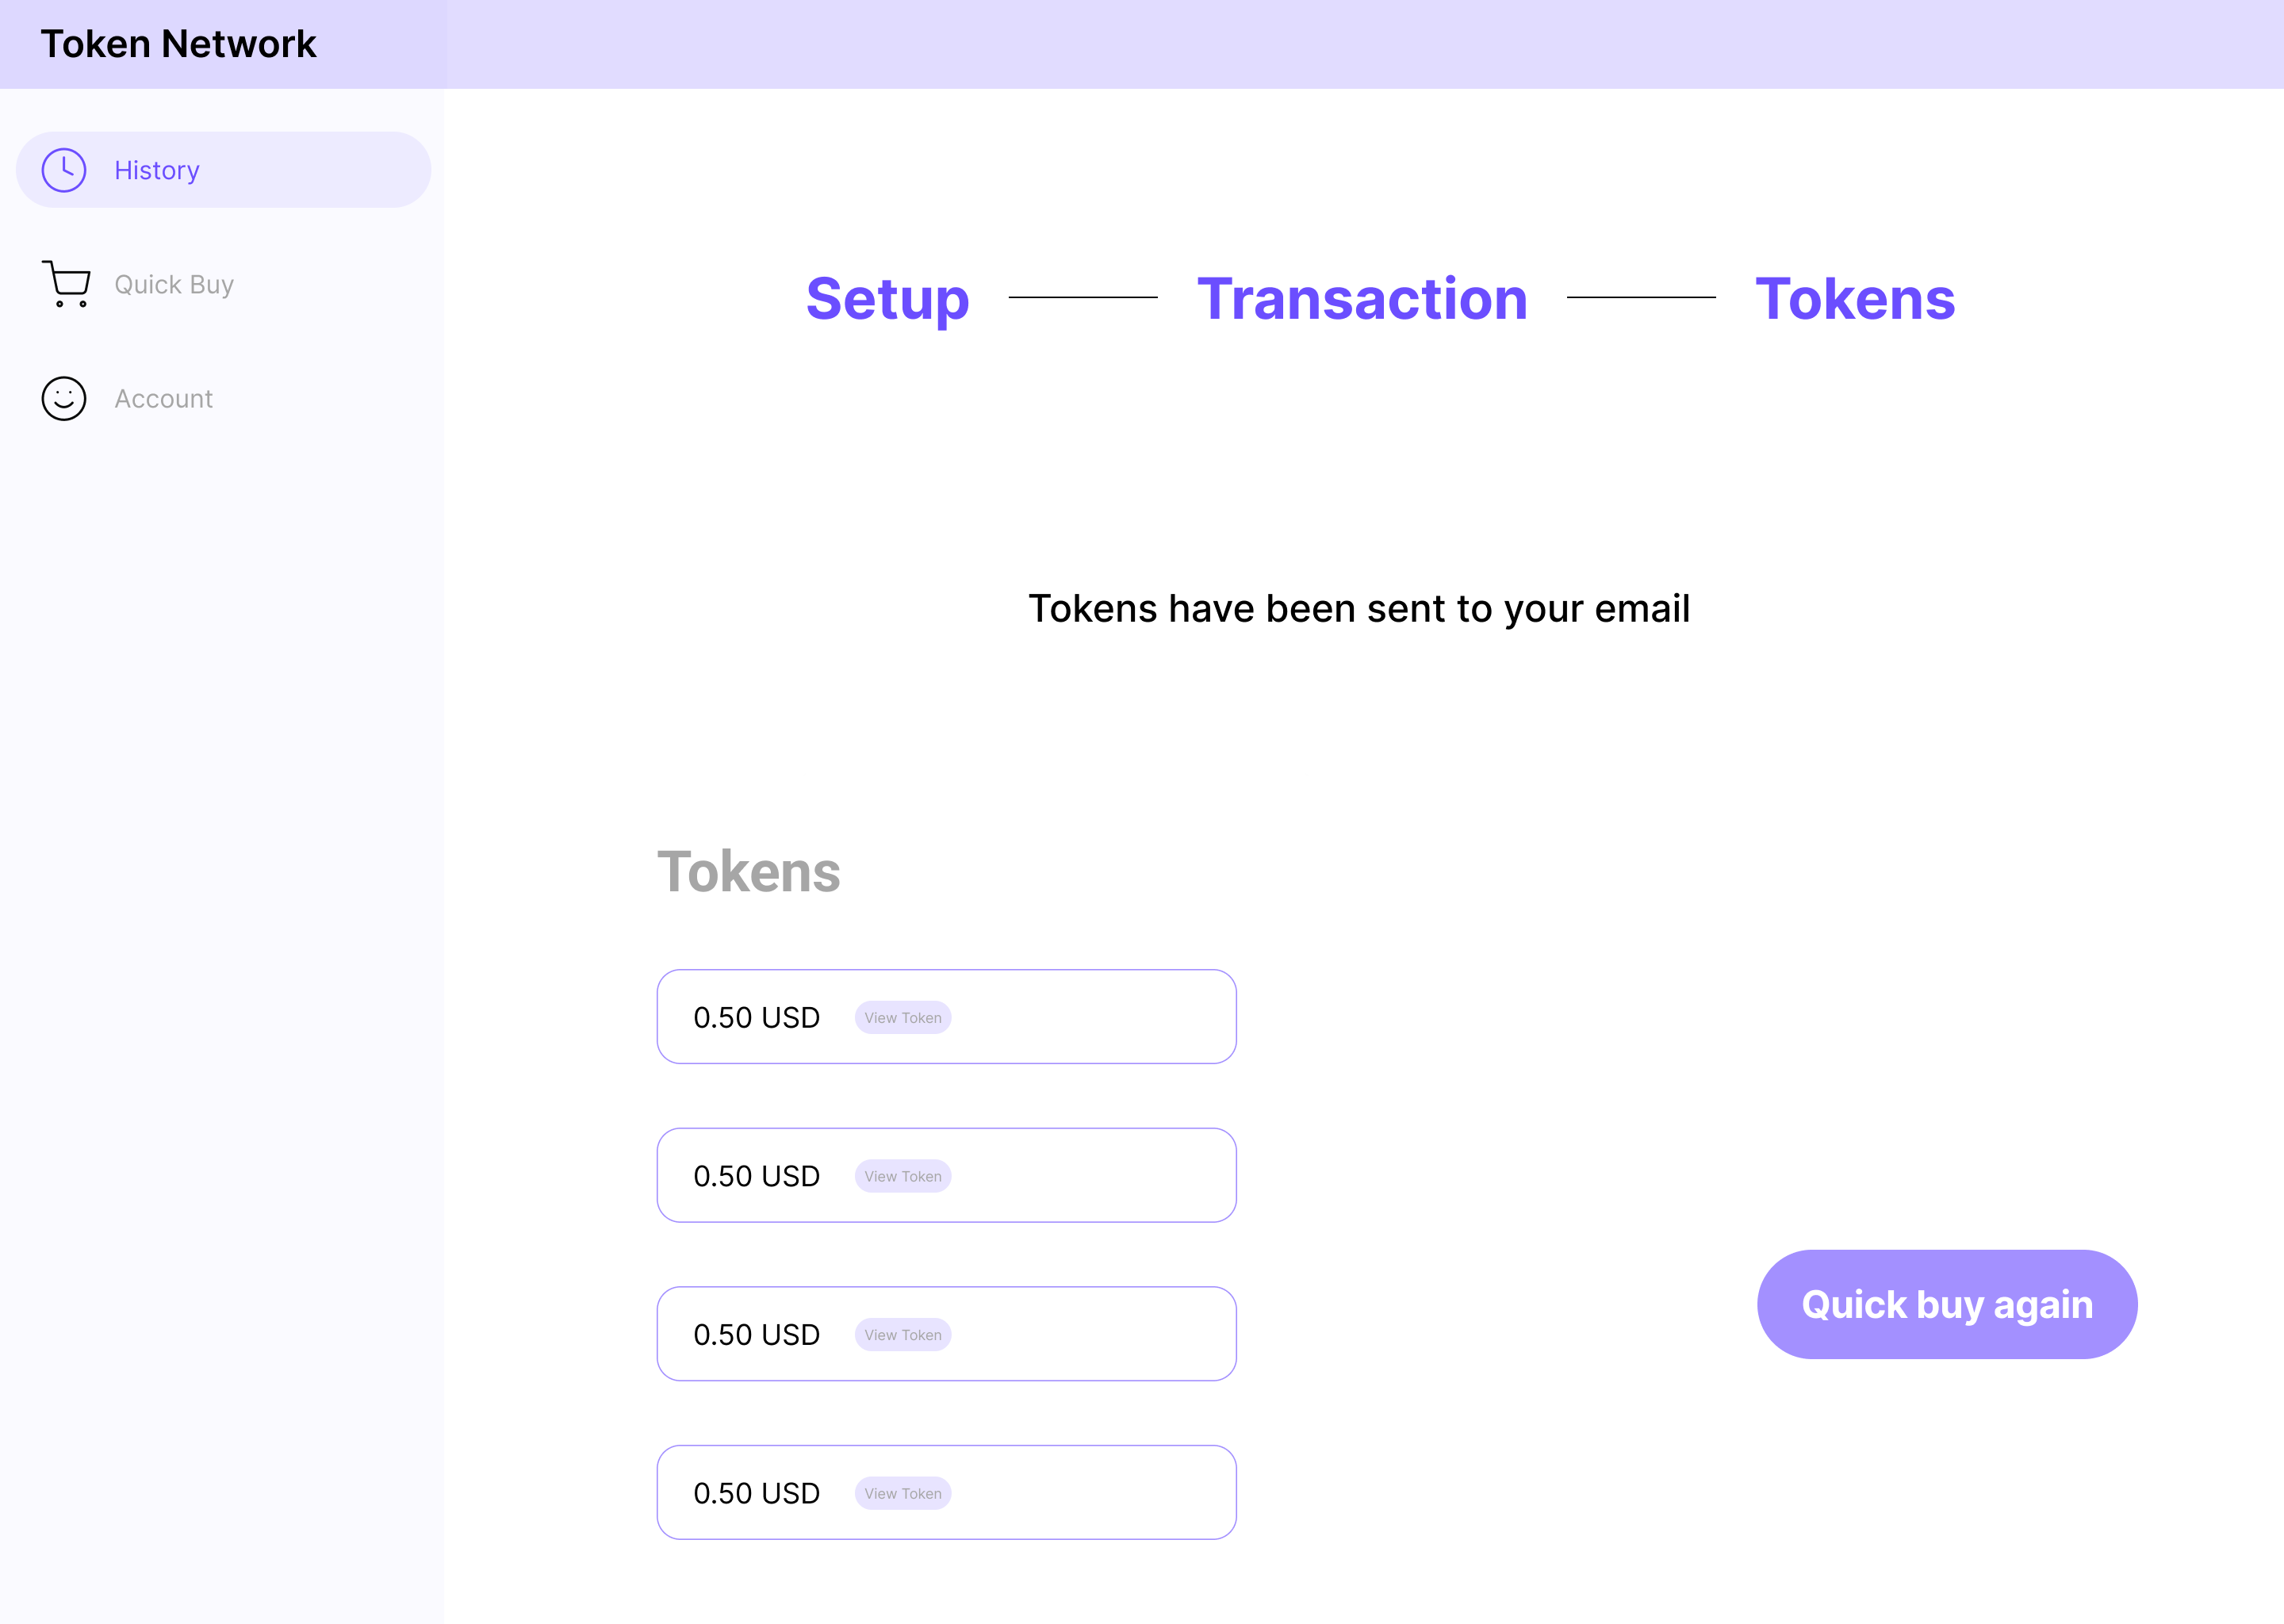 Token Network
History
Quick Buy
Account
Setup Transaction Tokens
Tokens have been sent to your email
Tokens
0.50 USD View Token
0.50 USD View Token
0.50 USD View Token
0.50 USD View Token
Quick buy again